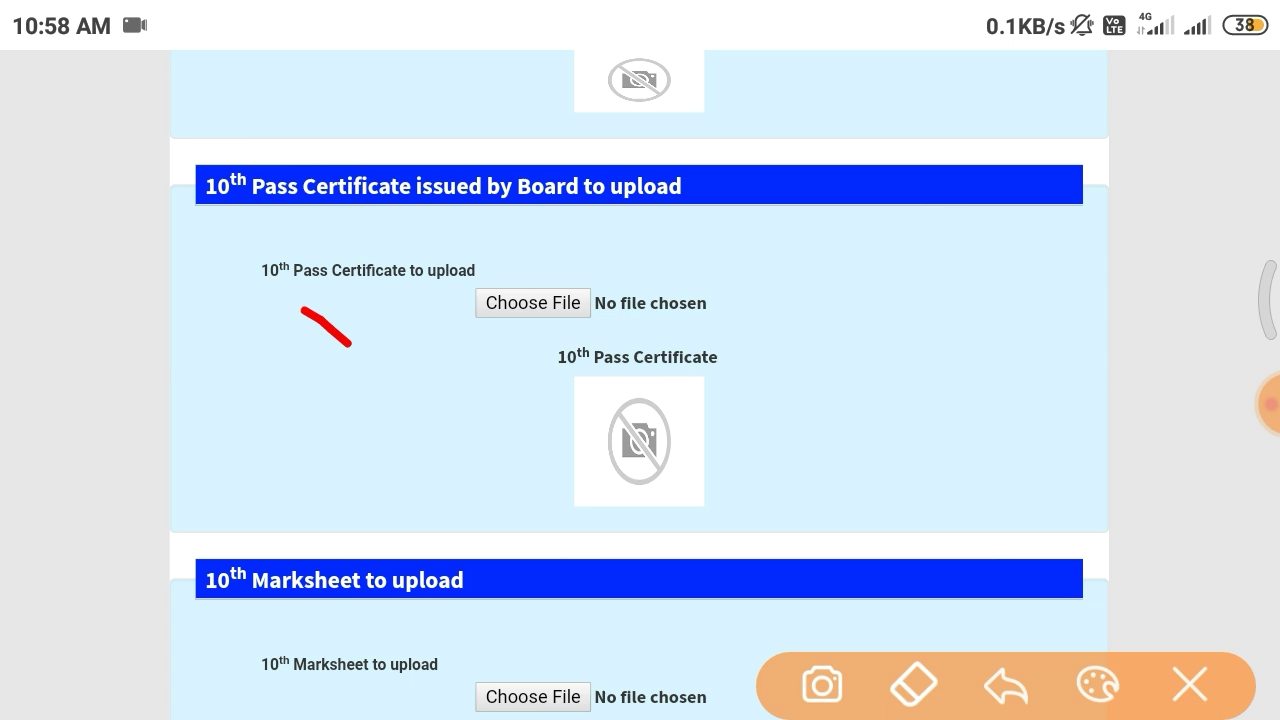 10:58 AM
0.1KB/s
Vo LTE
4G
38
10th Pass Certificate issued by Board to upload
10th Pass Certificate to upload
Choose File No file chosen
10th Pass Certificate
10th Marksheet to upload
10th Marksheet to upload
Choose File No file chosen